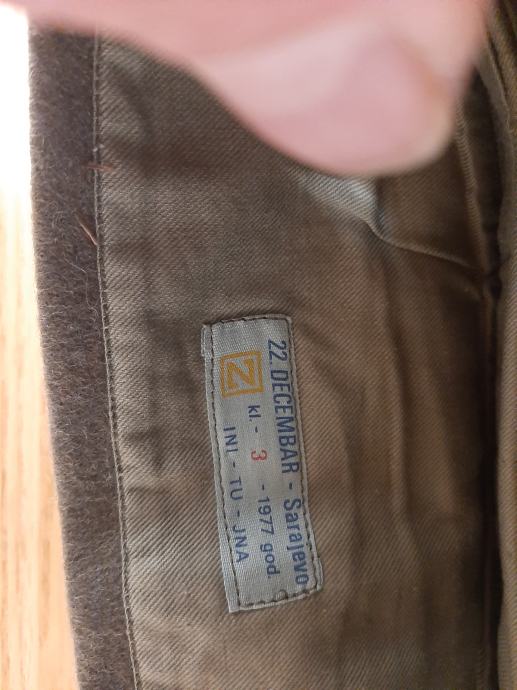 22. DECEMBAR - Sarajevo
Z kl. - 3 - 1977 god.
INI - TU - JNA